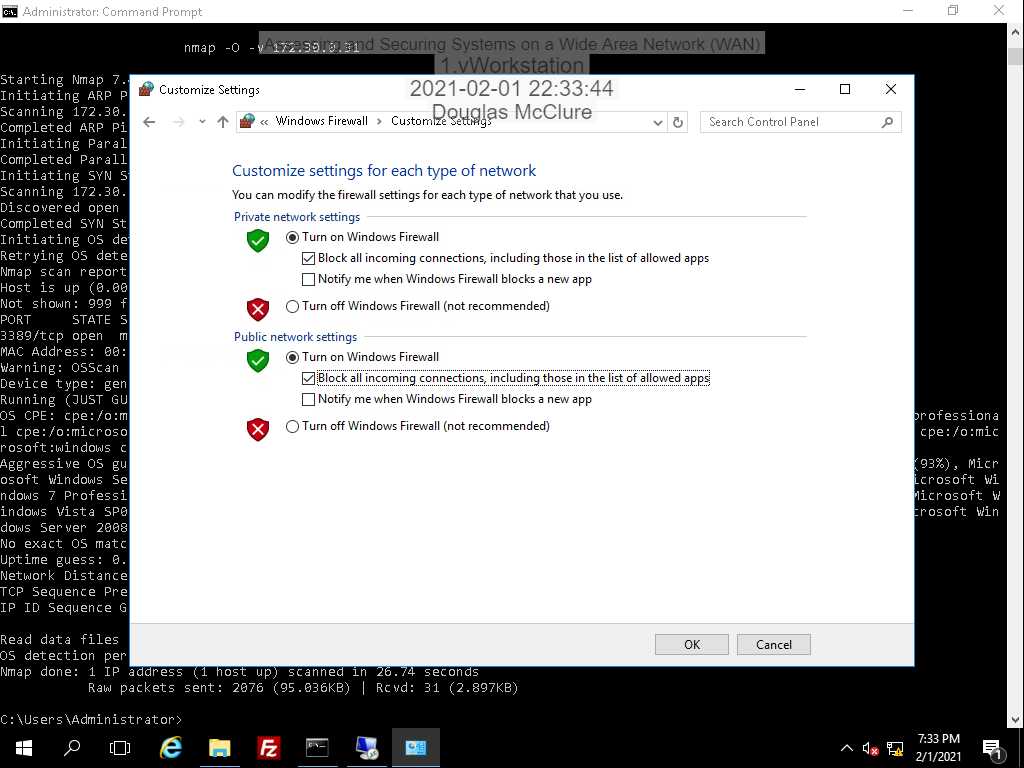 Administrator: Command Prompt
nmap -O -v 172.30.0.31
Assessing and Securing Systems on a Wide Area Network (WAN)
1.vWorkstation
2021-02-01 22:33:44
Douglas McClure
Starting Nmap 7.
Initiating ARP P
Scanning 172.30.
Completed ARP Pi
Initiating Paral
Completed Parall
Initiating SYN S
Scanning 172.30.
Discovered open
Completed SYN St
Initiating OS de
Retrying OS dete
Nmap scan report
Host is up (0.00
Not shown: 999 f
PORT STATE S
3389/tcp open m
MAC Address: 00:
Warning: OSScan
Device type: gen
Running (JUST GU
OS CPE: cpe:/o:m
rofessiona
l cpe:/o:microso
cpe:/o:mic
rosoft:windows c
Aggressive OS gu
(93%), Micr
osoft Windows Se
icrosoft Wi
ndows 7 Professi
Microsoft W
indows Vista SP0
crosoft Win
dows Server 2008
No exact OS matc
Uptime guess: 0.
Network Distance
TCP Sequence Pre
IP ID Sequence G
Read data files
OS detection per
Nmap done: 1 IP address (1 host up) scanned in 26.74 seconds
Raw packets sent: 2076 (95.036KB) | Rcvd: 31 (2.897KB)
C:\Users\Administrator>
Customize Settings
« Windows Firewall > Customize Settings
Search Control Panel
Customize settings for each type of network
You can modify the firewall settings for each type of network that you use.
Private network settings
Turn on Windows Firewall
Block all incoming connections, including those in the list of allowed apps
Notify me when Windows Firewall blocks a new app
Turn off Windows Firewall (not recommended)
Public network settings
Turn on Windows Firewall
Block all incoming connections, including those in the list of allowed apps
Notify me when Windows Firewall blocks a new app
Turn off Windows Firewall (not recommended)
OK
Cancel
7:33 PM
2/1/2021
1